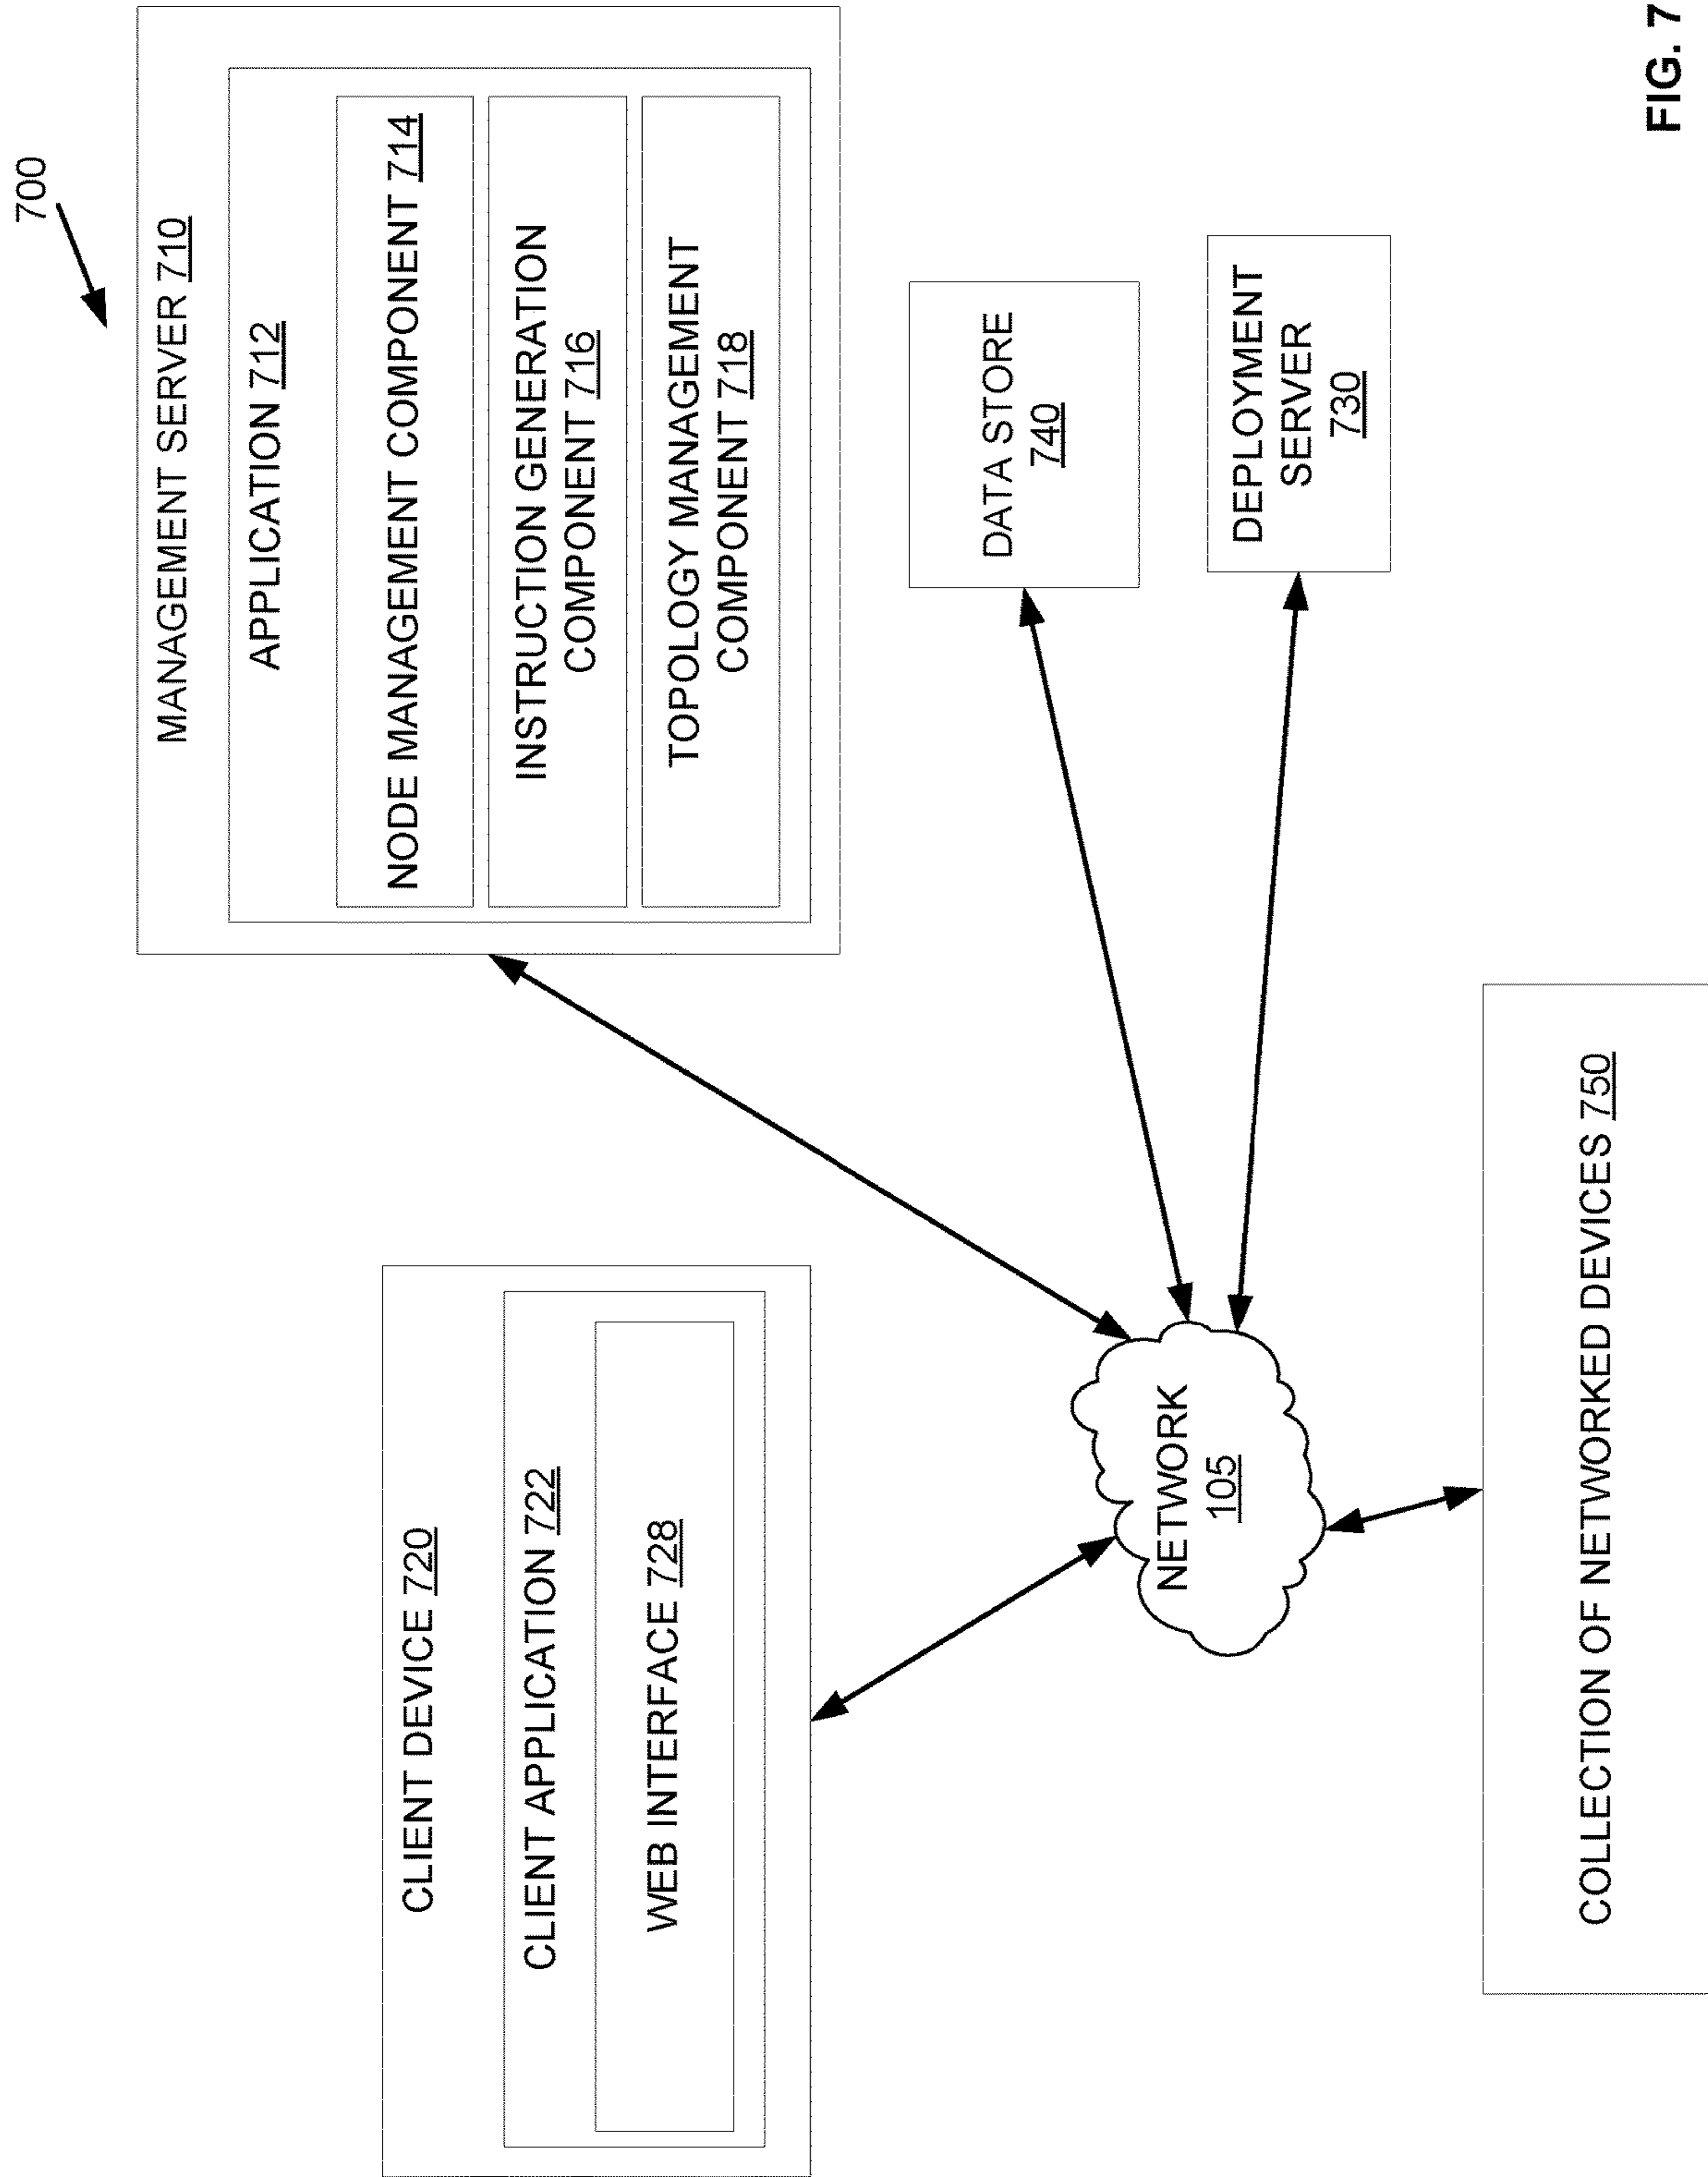 700
CLIENT DEVICE 720
CLIENT APPLICATION 722
WEB INTERFACE 728
MANAGEMENT SERVER 710
APPLICATION 712
NODE MANAGEMENT COMPONENT 714
INSTRUCTION GENERATION
COMPONENT 716
TOPOLOGY MANAGEMENT
COMPONENT 718
DATA STORE
740
DEPLOYMENT
SERVER
730
NETWORK
105
COLLECTION OF NETWORKED DEVICES 750
FIG. 7